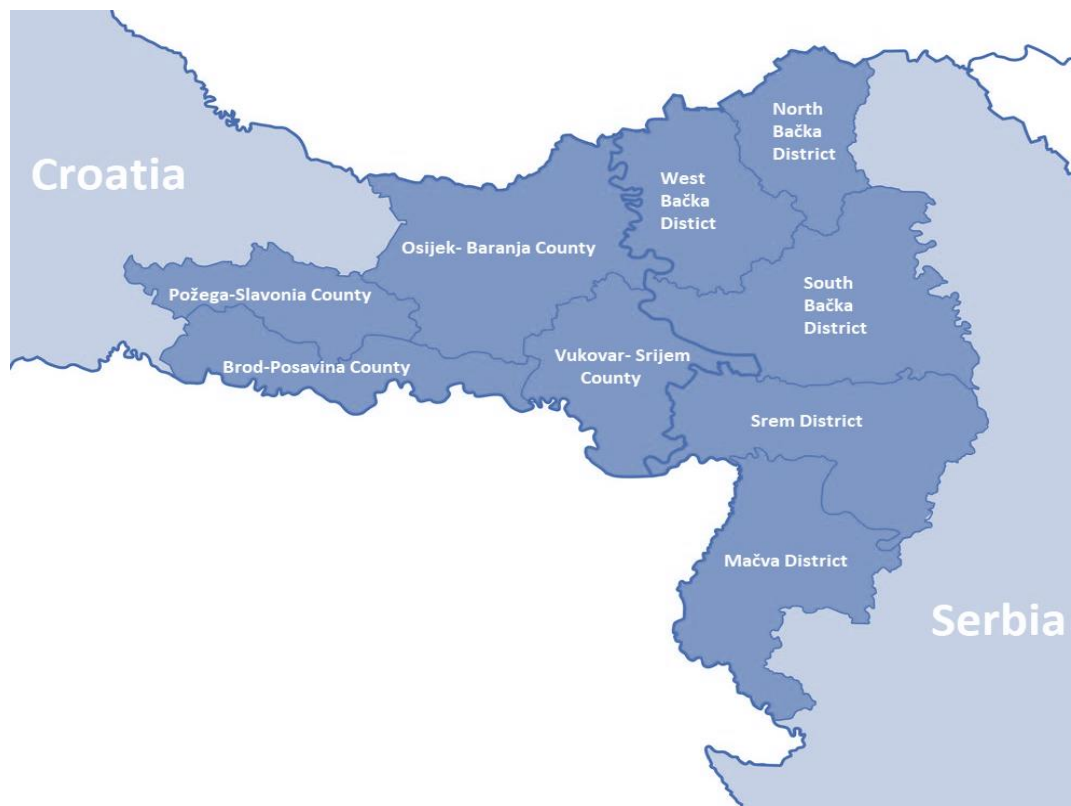 North
Bačka
District
Croatia
West
Bačka
Distict
Osijek- Baranja County
South
Bačka
District
Požega-Slavonia County
Vukovar- Srijem
County
Brod-Posavina County
Srem District
Mačva District
Serbia